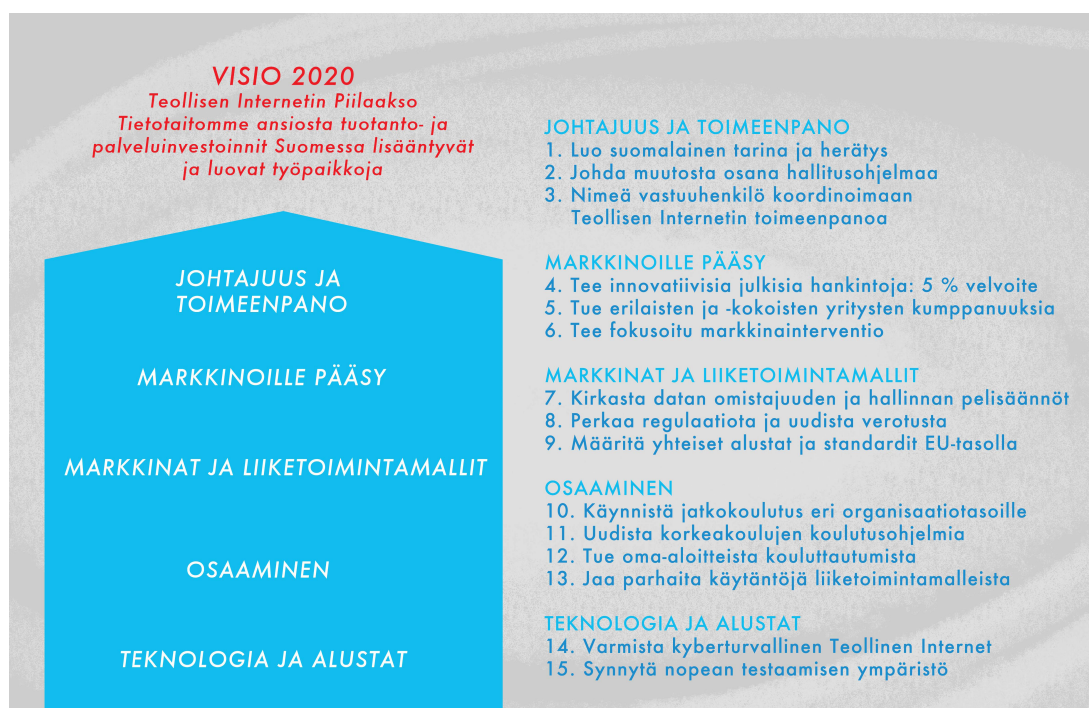 VISIO 2020
Teollisen Internetin Piilaakso
Tietotaitomme ansiosta tuotanto- ja
palveluinvestoinnit Suomessa lisääntyvät
ja luovat työpaikkoja
JOHTAJUUS JA
TOIMEENPANO
MARKKINOILLE PÄÄSY
MARKKINAT JA LIIKETOIMINTAMALLIT
OSAAMINEN
TEKNOLOGIA JA ALUSTAT
JOHTAJUUS JA TOIMEENPANO
1. Luo suomalainen tarina ja herätys
2. Johda muutosta osana hallitusohjelmaa
3. Nimeä vastuuhenkilö koordinoimaan
Teollisen Internetin toimeenpanoa
MARKKINOILLE PÄÄSY
4. Tee innovatiivisia julkisia hankintoja: 5 % velvoite
5. Tue erilaisten ja -kokoisten yritysten kumppanuuksia
6. Tee fokusoitu markkinainterventio
MARKKINAT JA LIIKETOIMINTAMALLIT
7. Kirkasta datan omistajuuden ja hallinnan pelisäännöt
8. Perkaa regulaatiota ja uudista verotusta
9. Määritä yhteiset alustat ja standardit EU-tasolla
OSAAMINEN
10. Käynnistä jatkokoulutus eri organisaatiotasoille
11. Uudista korkeakoulujen koulutusohjelmia
12. Tue oma-aloitteista kouluttautumista
13. Jaa parhaita käytäntöjä liiketoimintamalleista
TEKNOLOGIA JA ALUSTAT
14. Varmista kyberturvallinen Teollinen Internet
15. Synnytä nopean testaamisen ympäristö